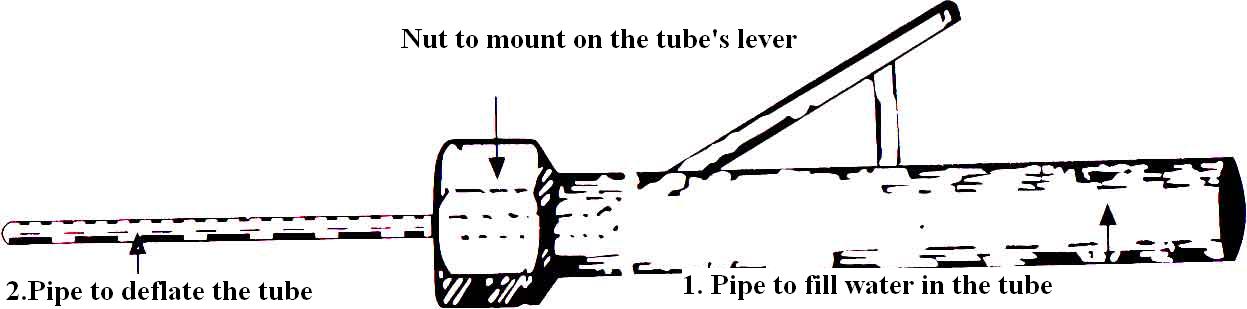 Nut to mount on the tube's lever
2.Pipe to deflate the tube
1. Pipe to fill water in the tube